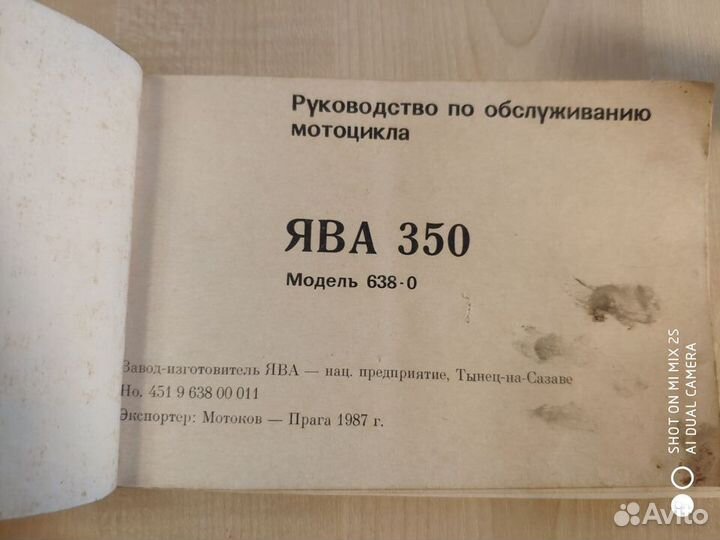 Руководство по обслуживанию
мотоцикла
ЯВА 350
Модель 638-0
Завод-изготовитель ЯВА — нац. предприятие, Тынец-на-Сазаве
Но. 451 9 638 00 011
Экспортер: Мотоков — Прага 1987 г.
SHOT ON MI MIX 2S
AI DUAL CAMERA
Avito